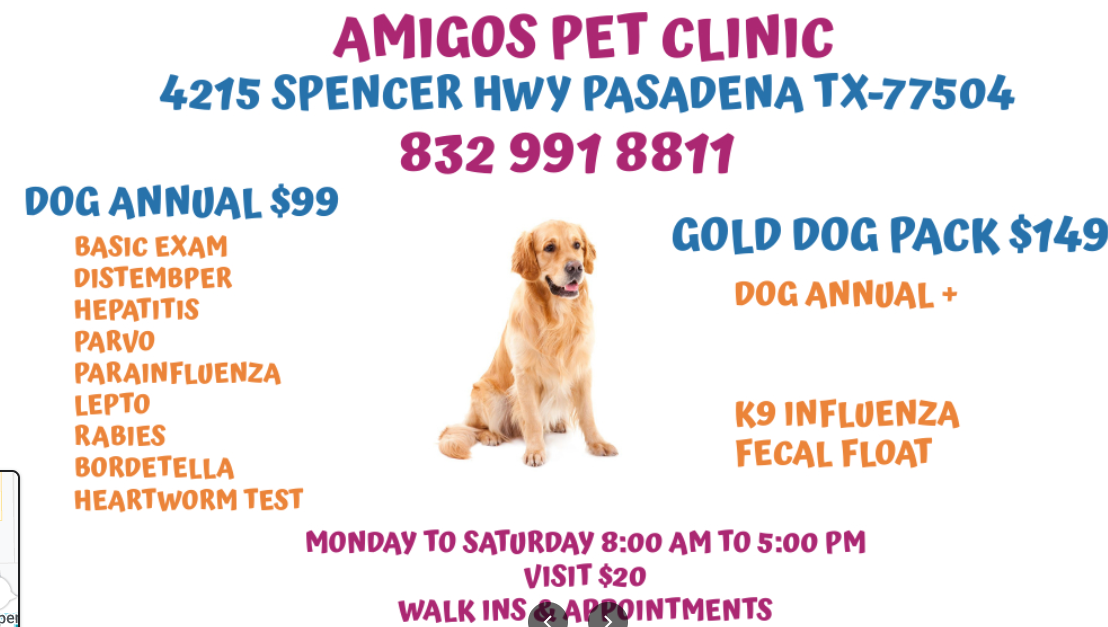 AMIGOS PET CLINIC
4215 SPENCER HWY PASADENA TX-77504
832 991 8811
DOG ANNUAL $99
BASIC EXAM
DISTEMBPER
HEPATITIS
PARVO
PARAINFLUENZA
LEPTO
RABIES
BORDETELLA
HEARTWORM TEST
GOLD DOG PACK $149
DOG ANNUAL +
K9 INFLUENZA
FECAL FLOAT
MONDAY TO SATURDAY 8:00 AM TO 5:00 PM
VISIT $20
WALK INS & APPOINTMENTS